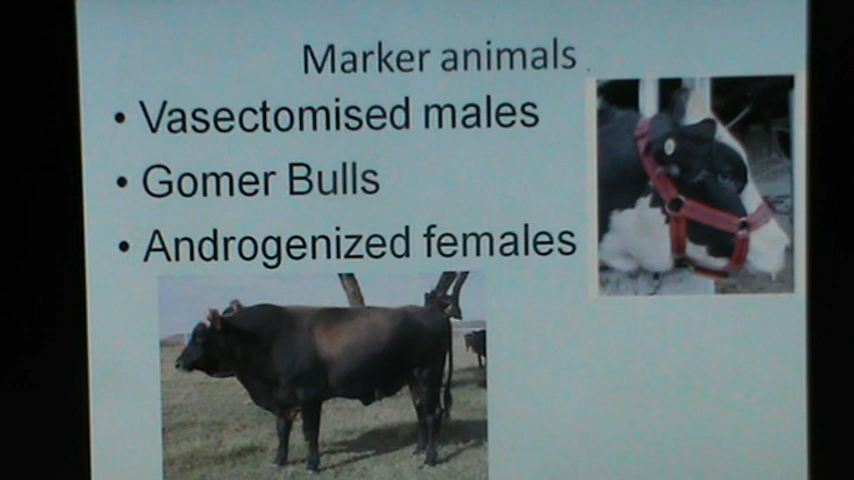 Marker animals
• Vasectomised males
• Gomer Bulls
• Androgenized females